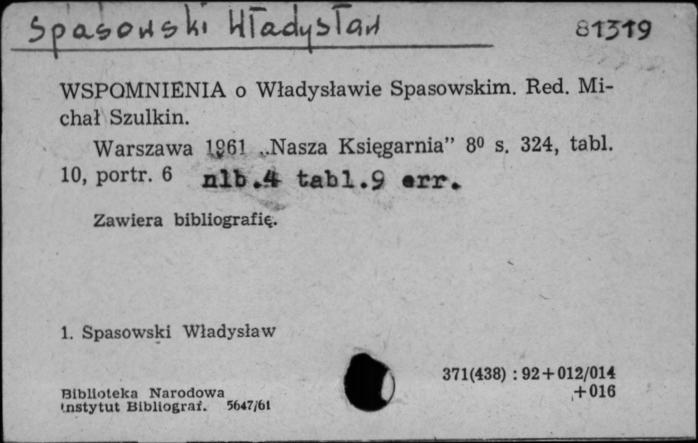 Spasowski Władysław 81319
WSPOMNIENIA o Władysławie Spasowskim. Red. Mi-
chał Szulkin.
Warszawa 1961 „Nasza Księgarnia” 8⁰ s. 324, tabl.
10, portr. 6 nlb.4 tabl.9 err.
Zawiera bibliografię.
1. Spasowski Władysław
371(438) : 92+012/014
+016
Biblioteka Narodowa
Instytut Bibliograf. 5647/61